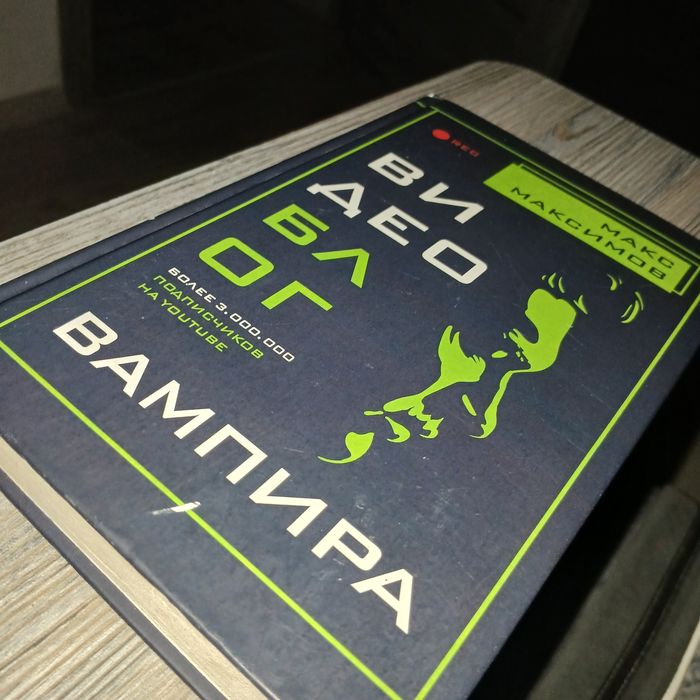 REC
МАКС
МАКСИМОВ
ВИ
ДЕО
БЛ
ОГ
БОЛЕЕ 3.000.000
ПОДПИСЧИКОВ
НА YOUTUBE
ВАМПИРА